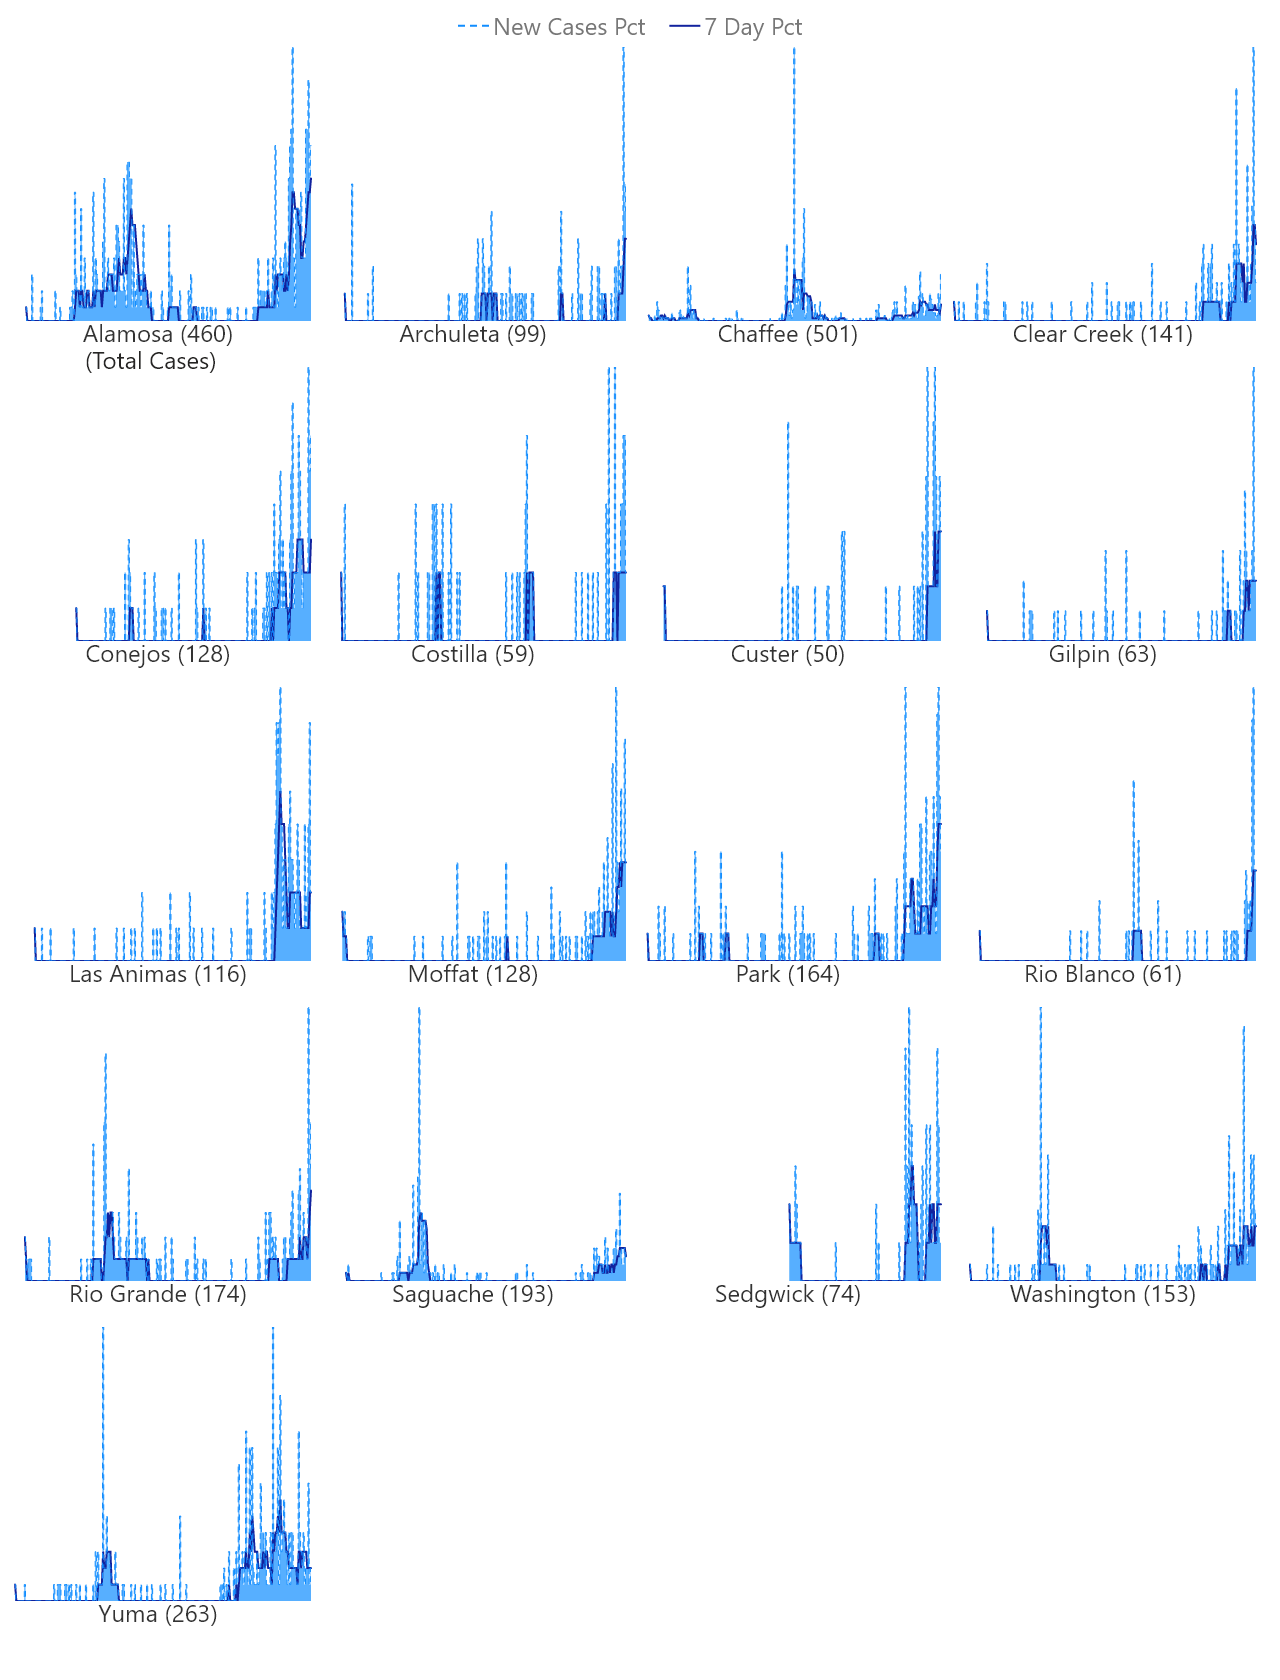 New Cases Pct 7 Day Pct
Alamosa (460) Archuleta (99) Chaffee (501) Clear Creek (141)
(Total Cases)
Conejos (128) Costilla (59) Custer (50) Gilpin (63)
Las Animas (116) Moffat (128) Park (164) Rio Blanco (61)
Rio Grande (174) Saguache (193) Sedgwick (74) Washington (153)
Yuma (263)